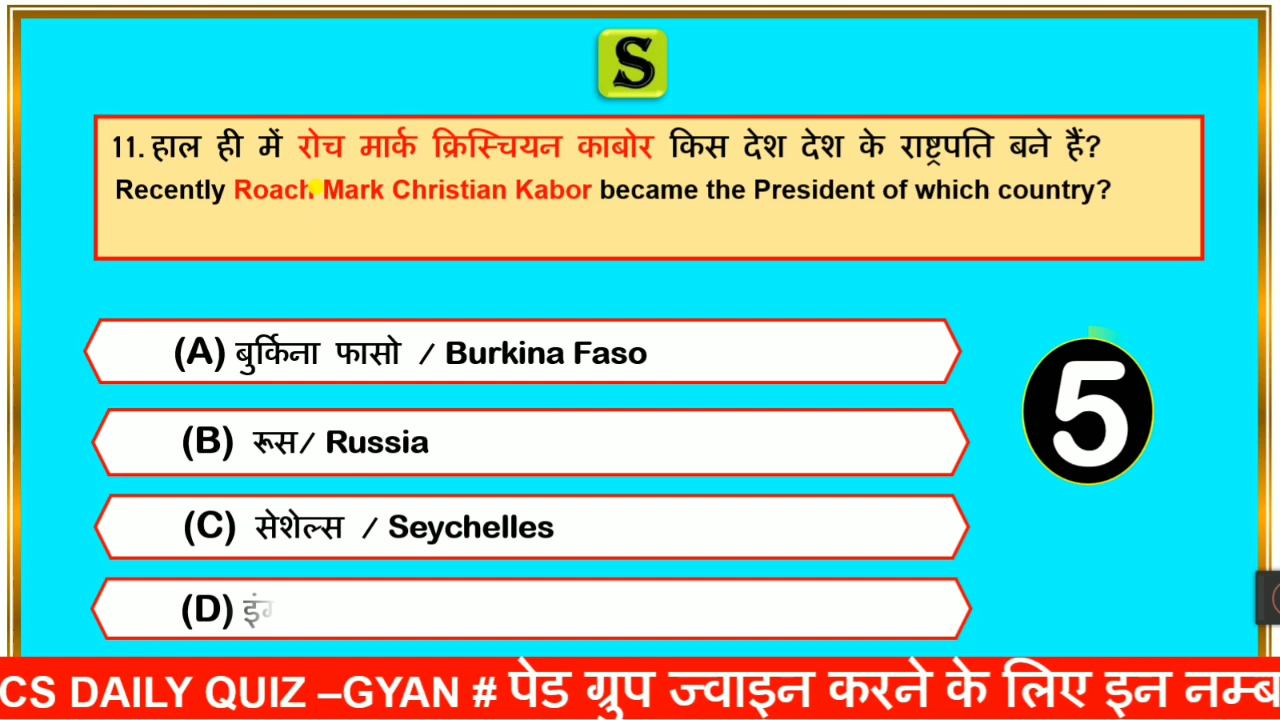 S
11. हाल ही में रोच मार्क क्रिस्चियन काबोर किस देश देश के राष्ट्रपति बने हैं?
Recently Roach Mark Christian Kabor became the President of which country?
(A) बुर्किना फासो / Burkina Faso
(B) रूस/ Russia
5
(C) सेशेल्स / Seychelles
(D)
CS DAILY QUIZ –GYAN # पेड ग्रुप ज्वाइन करने के लिए इन